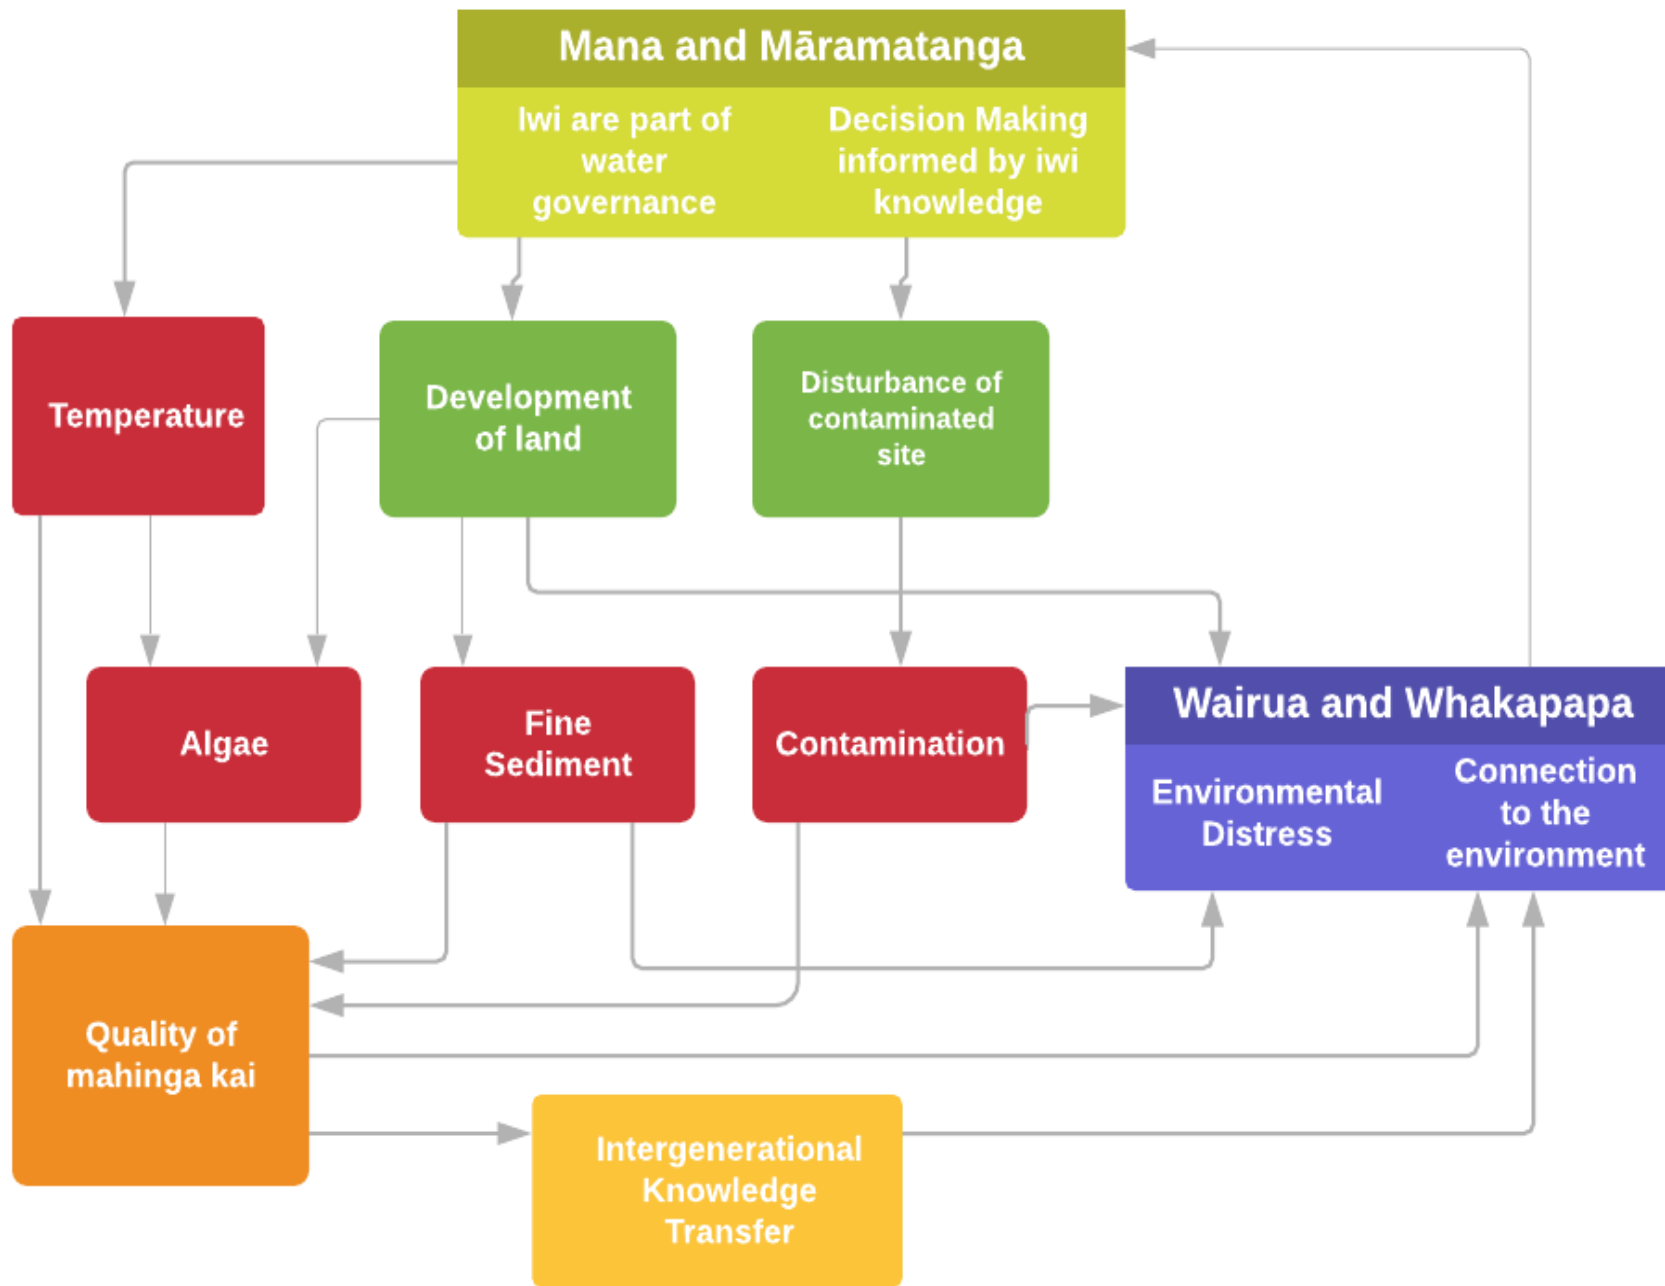 Mana and Māramatanga
Iwi are part of
water
governance
Decision Making
informed by iwi
knowledge
Temperature
Development
of land
Disturbance of
contaminated
site
Algae
Fine
Sediment
Contamination
Wairua and Whakapapa
Environmental
Distress
Connection
to the
environment
Quality of
mahinga kai
Intergenerational
Knowledge
Transfer